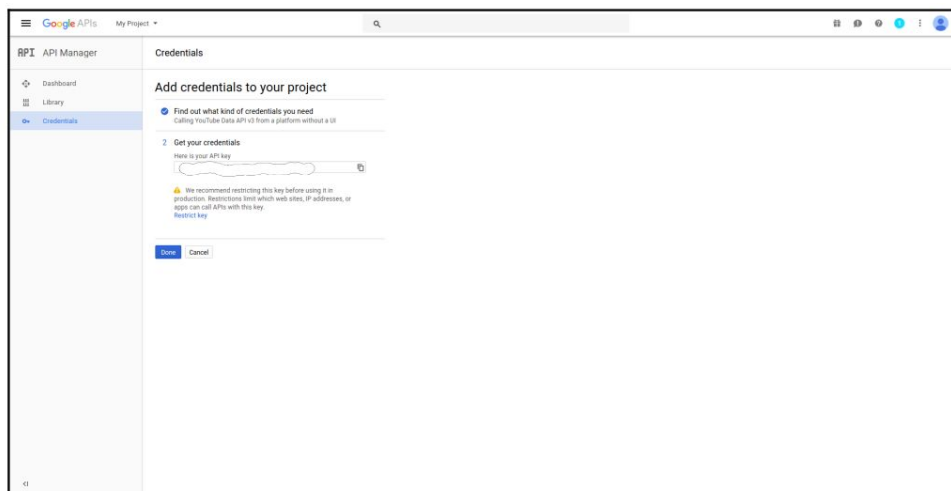 Google APIs My Project
API API Manager
Credentials
Dashboard
Library
Credentials
Add credentials to your project
Find out what kind of credentials you need
Calling YouTube Data API v3 from a platform without a UI
2 Get your credentials
Here is your API key
We recommend restricting this key before using it in
production. Restrictions limit which web sites, IP addresses, or
apps can call APIs with this key.
Restrict key
Done Cancel